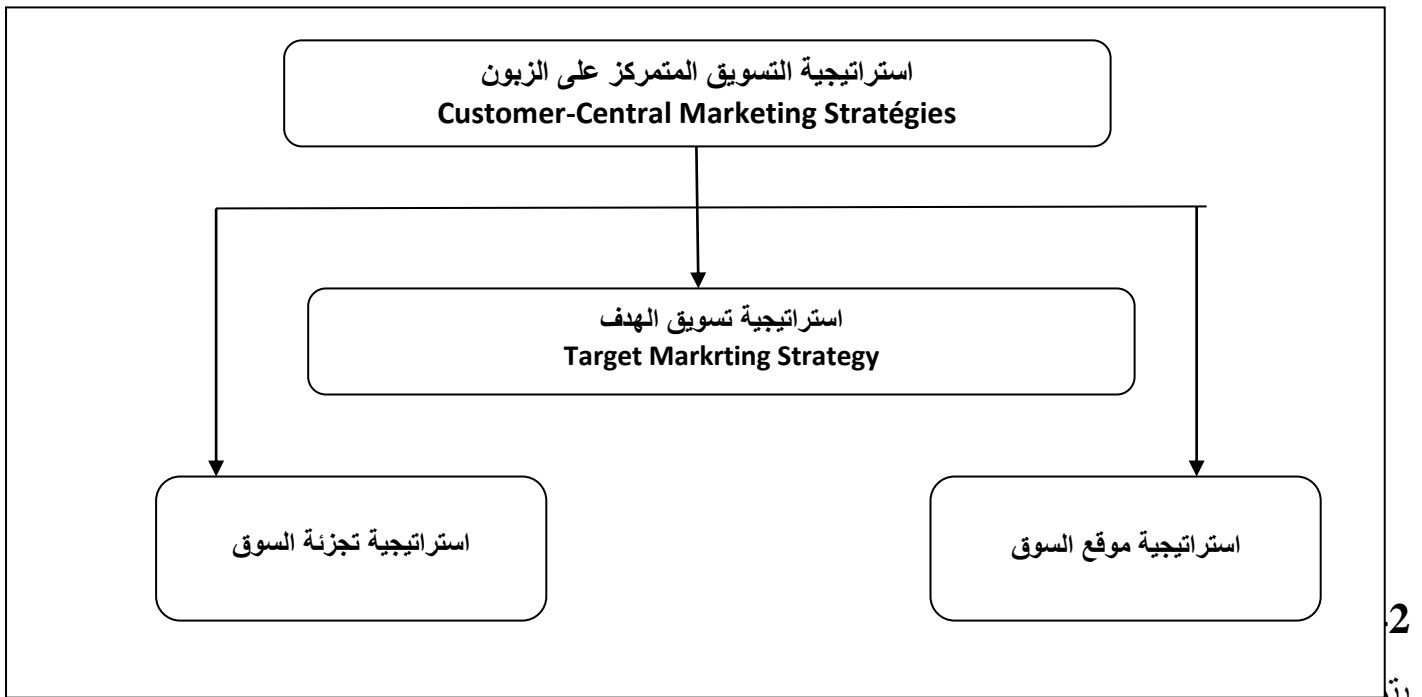 استراتيجية التسويق المتمركز على الزبون
Customer-Central Marketing Stratégies
استراتيجية تسويق الهدف
Target Markrting Strategy
استراتيجية موقع السوق
استراتيجية تجزئة السوق
2